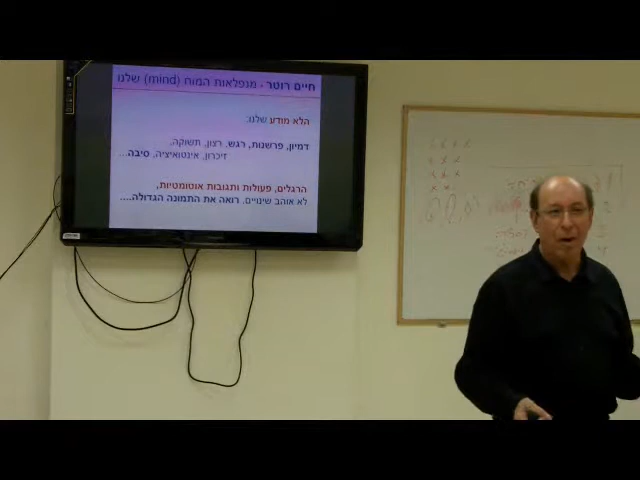 חיים רוטר - מנפלאות המוח (mind) שלנו
הלא מודע שלנו:
דמיון, פרשנות, רגש, רצון, תשוקה,
זיכרון, אינטואיציה, סיבה...
הרגלים, פעולות ותגובות אוטומטיות,
לא אוהב שינויים. רואה את התמונה הגדולה....